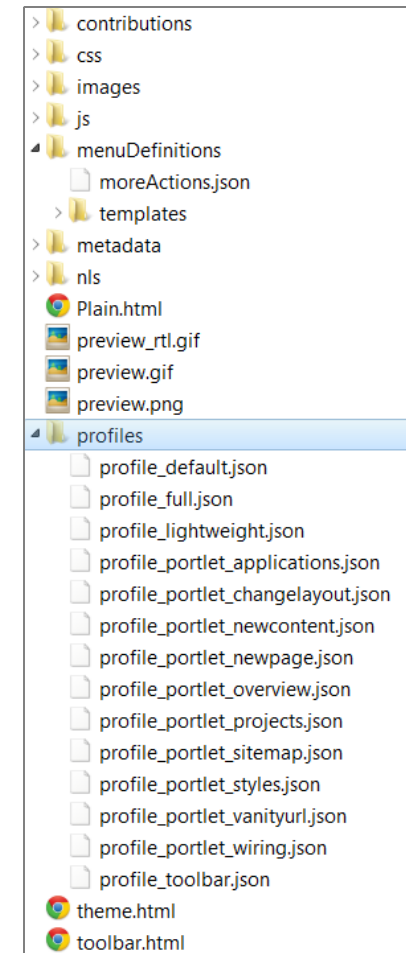 contributions
css
images
js
menuDefinitions
moreActions.json
templates
metadata
nls
Plain.html
preview_rtl.gif
preview.gif
preview.png
profiles
profile_default.json
profile_full.json
profile_lightweight.json
profile_portlet_applications.json
profile_portlet_changelayout.json
profile_portlet_newcontent.json
profile_portlet_newpage.json
profile_portlet_overview.json
profile_portlet_projects.json
profile_portlet_sitemap.json
profile_portlet_styles.json
profile_portlet_vanityurl.json
profile_portlet_wiring.json
profile_toolbar.json
theme.html
toolbar.html